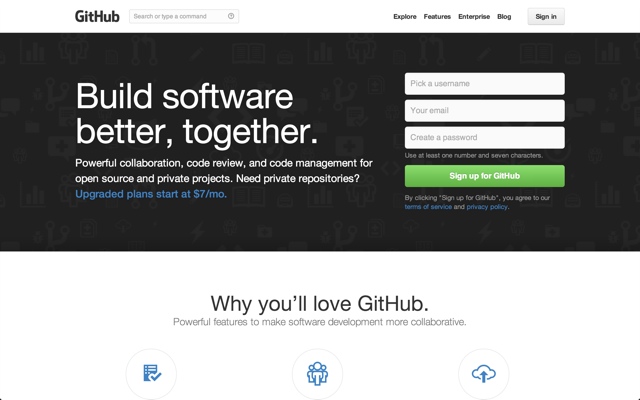 GitHub
Search or type a command
Explore Features Enterprise Blog Sign in
Build software
better, together.
Powerful collaboration, code review, and code management for
open source and private projects. Need private repositories?
Upgraded plans start at $7/mo.
Pick a username
Your email
Create a password
Use at least one number and seven characters.
Sign up for GitHub
By clicking "Sign up for GitHub", you agree to our
terms of service and privacy policy.
Why you'll love GitHub.
Powerful features to make software development more collaborative.